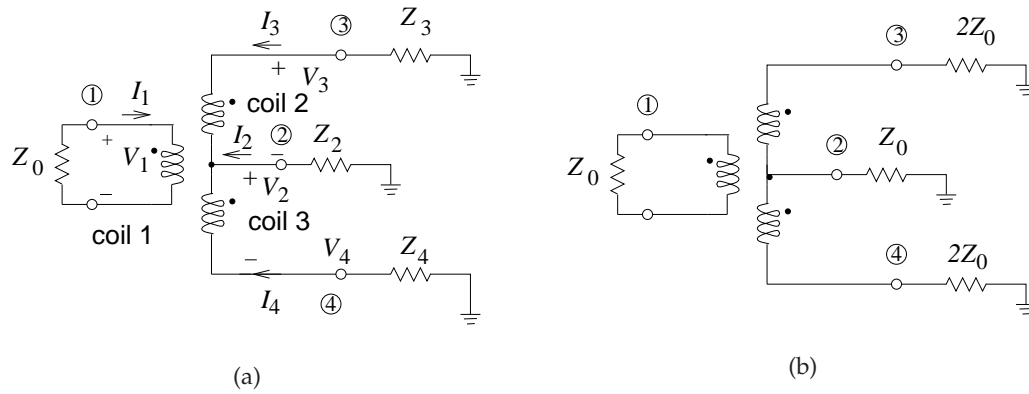 I3
③
Z3
+
V3
①
I1
coil 2
I2
②
Z2
+
−
Z0
V1
+
V2
−
coil 3
coil 1
−
V4
Z4
I4
④
(a)
③
2Z0
①
②
Z0
Z0
④
2Z0
(b)